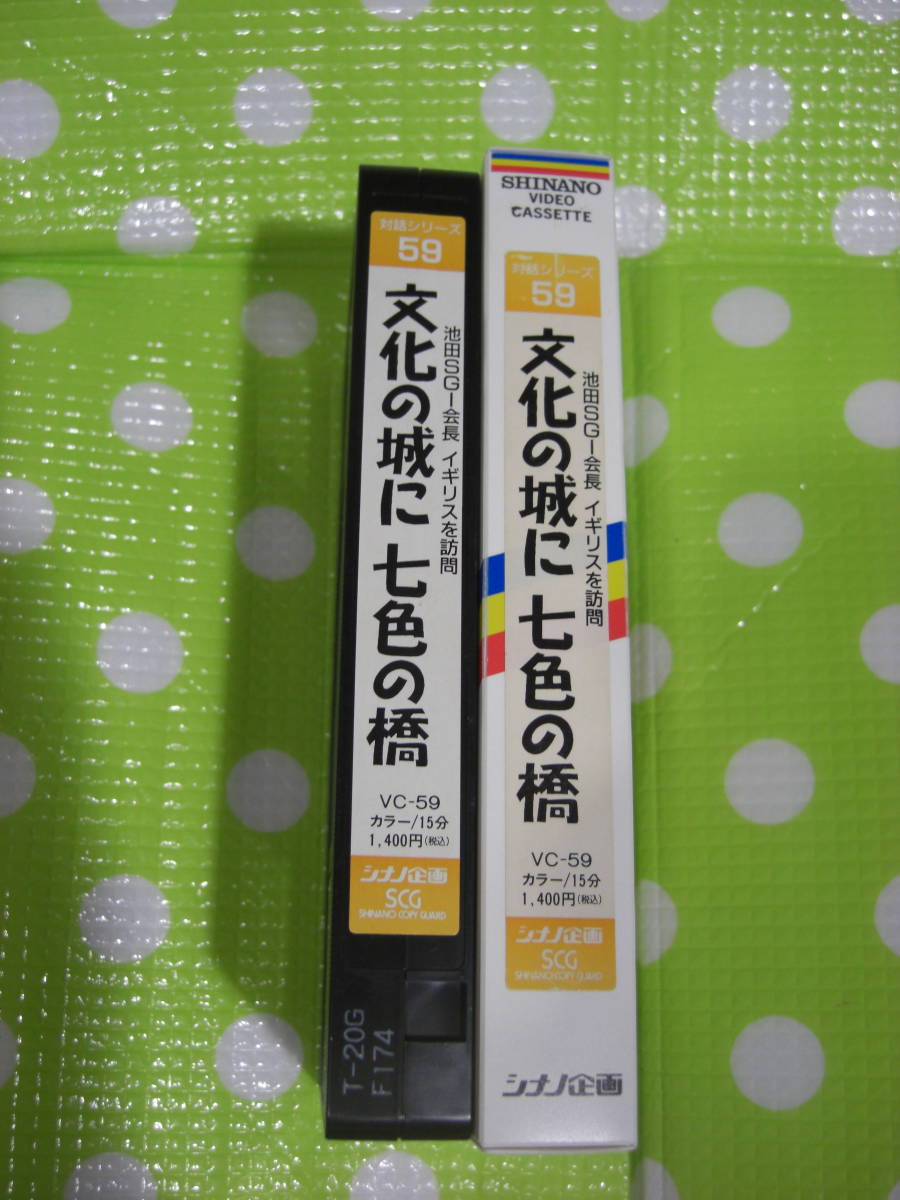 対話シリーズ
59
池田SGI会長 イギリスを訪問
文化の城に 七色の橋
VC-59
カラー/15分
1,400円(税込)
シナノ企画
SCG
SHINANO COPY GUARD
T-20G
F174
SHINANO
VIDEO
CASSETTE
対話シリーズ
59
池田SGI会長 イギリスを訪問
文化の城に 七色の橋
VC-59
カラー/15分
1,400円(税込)
シナノ企画
SCG
SHINANO COPY GUARD
シナノ企画